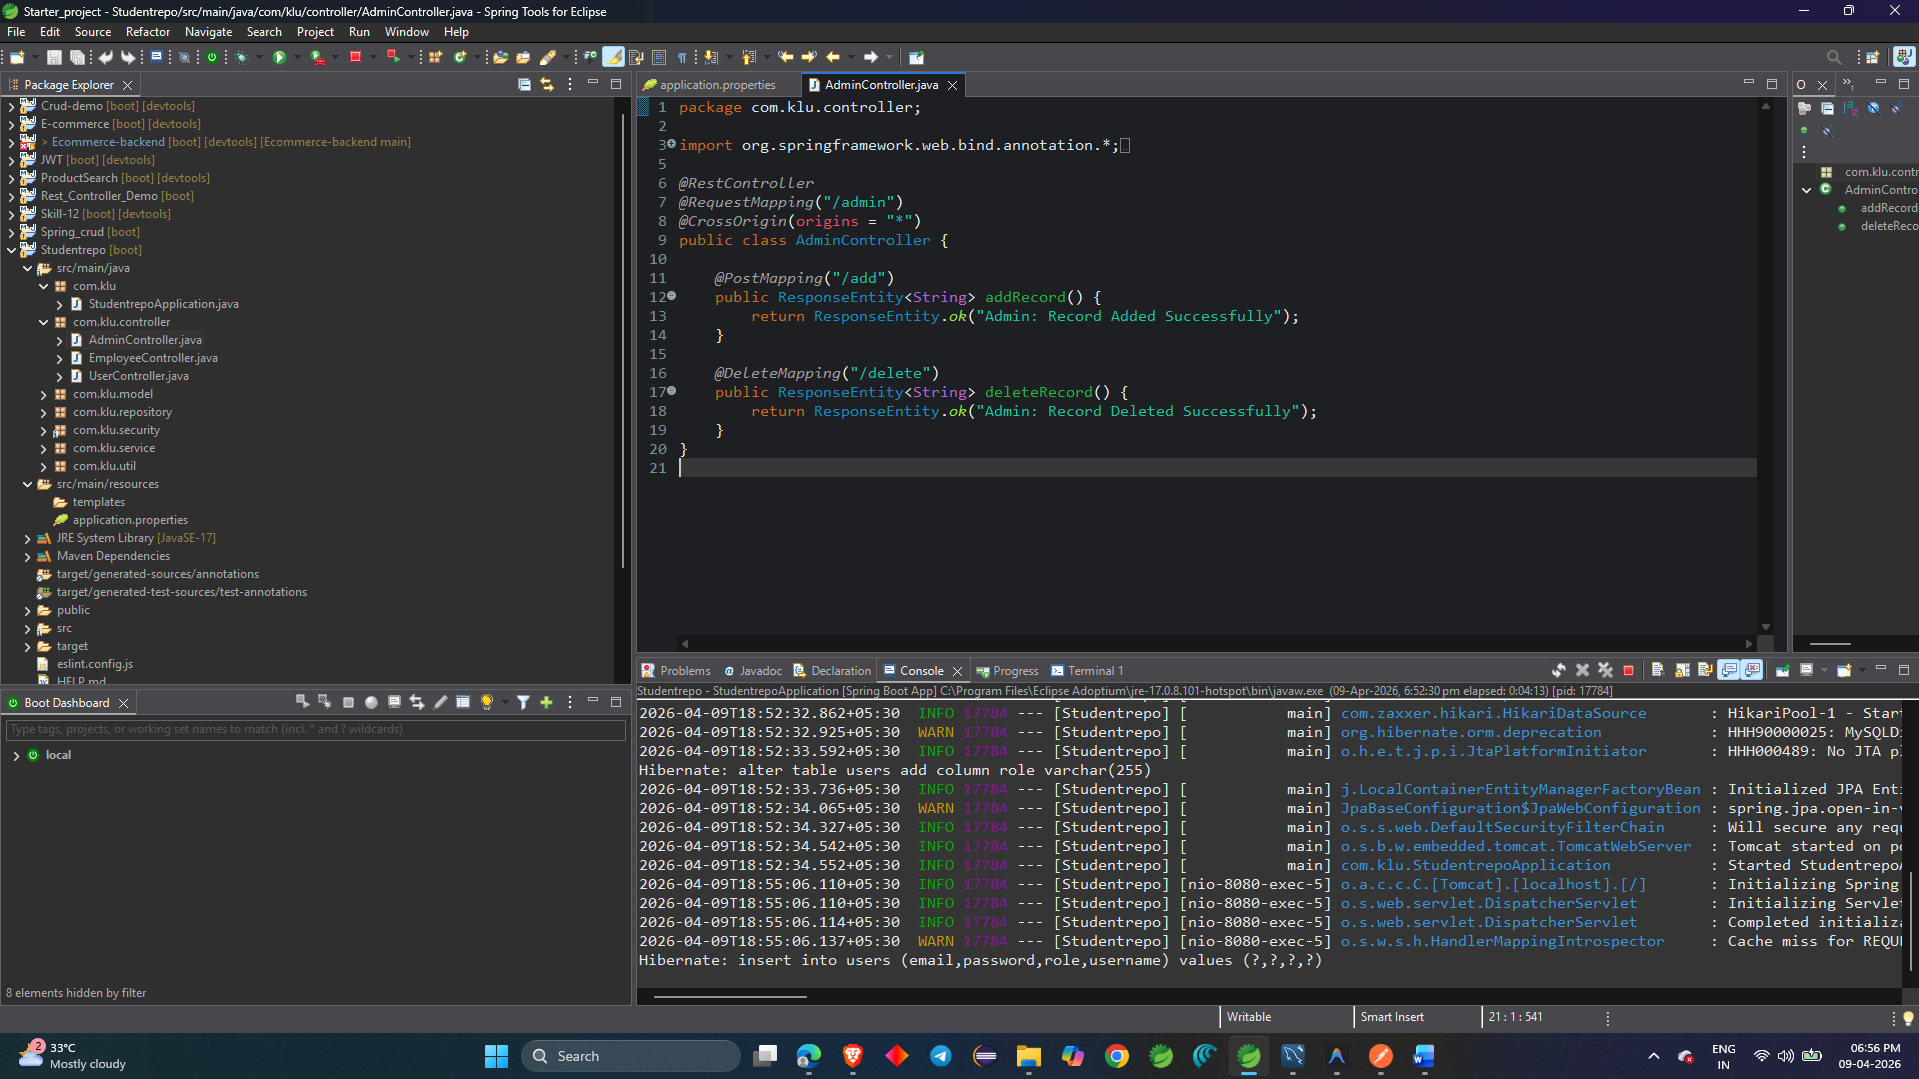 Starter_project - Studentrepo/src/main/java/com/klu/controller/AdminController.java - Spring Tools for Eclipse
File Edit Source Refactor Navigate Search Project Run Window Help
Package Explorer
Crud-demo [boot] [devtools]
E-commerce [boot] [devtools]
> Ecommerce-backend [boot] [devtools] [Ecommerce-backend main]
JWT [boot] [devtools]
ProductSearch [boot] [devtools]
Rest_Controller_Demo [boot]
Skill-12 [boot] [devtools]
Spring_crud [boot]
Studentrepo [boot]
src/main/java
com.klu
StudentrepoApplication.java
com.klu.controller
AdminController.java
EmployeeController.java
UserController.java
com.klu.model
com.klu.repository
com.klu.security
com.klu.service
com.klu.util
src/main/resources
templates
application.properties
JRE System Library [JavaSE-17]
Maven Dependencies
target/generated-sources/annotations
target/generated-test-sources/test-annotations
public
src
target
eslint.config.js
HELP.md
Boot Dashboard
Type tags, projects, or working set names to match (incl. * and ? wildcards)
local
8 elements hidden by filter
application.properties AdminController.java
1 package com.klu.controller;
2
3 import org.springframework.web.bind.annotation.*;
5
6 @RestController
7 @RequestMapping("/admin")
8 @CrossOrigin(origins = "*")
9 public class AdminController {
10
11 @PostMapping("/add")
12 public ResponseEntity<String> addRecord() {
13 return ResponseEntity.ok("Admin: Record Added Successfully");
14 }
15
16 @DeleteMapping("/delete")
17 public ResponseEntity<String> deleteRecord() {
18 return ResponseEntity.ok("Admin: Record Deleted Successfully");
19 }
20 }
21
com.klu.contr
AdminContro
addRecord
deleteReco
Problems Javadoc Declaration Console Progress Terminal 1
Studentrepo - StudentrepoApplication [Spring Boot App] C:\Program Files\Eclipse Adoptium\jre-17.0.8.101-hotspot\bin\javaw.exe (09-Apr-2026, 6:52:30 pm elapsed: 0:04:13) [pid: 17784]
2026-04-09T18:52:32.862+05:30 INFO 17784 --- [Studentrepo] [ main] com.zaxxer.hikari.HikariDataSource : HikariPool-1 - Star
2026-04-09T18:52:32.925+05:30 WARN 17784 --- [Studentrepo] [ main] org.hibernate.orm.deprecation : HHH90000025: MySQLD
2026-04-09T18:52:33.592+05:30 INFO 17784 --- [Studentrepo] [ main] o.h.e.t.j.p.i.JtaPlatformInitiator : HHH000489: No JTA p
Hibernate: alter table users add column role varchar(255)
2026-04-09T18:52:33.736+05:30 INFO 17784 --- [Studentrepo] [ main] j.LocalContainerEntityManagerFactoryBean : Initialized JPA Ent
2026-04-09T18:52:34.065+05:30 WARN 17784 --- [Studentrepo] [ main] JpaBaseConfiguration$JpaWebConfiguration : spring.jpa.open-in-
2026-04-09T18:52:34.327+05:30 INFO 17784 --- [Studentrepo] [ main] o.s.s.web.DefaultSecurityFilterChain : Will secure any req
2026-04-09T18:52:34.542+05:30 INFO 17784 --- [Studentrepo] [ main] o.s.b.w.embedded.tomcat.TomcatWebServer : Tomcat started on p
2026-04-09T18:52:34.552+05:30 INFO 17784 --- [Studentrepo] [ main] com.klu.StudentrepoApplication : Started Studentrepo
2026-04-09T18:55:06.110+05:30 INFO 17784 --- [Studentrepo] [nio-8080-exec-5] o.a.c.c.C.[Tomcat].[localhost].[/] : Initializing Spring
2026-04-09T18:55:06.110+05:30 INFO 17784 --- [Studentrepo] [nio-8080-exec-5] o.s.web.servlet.DispatcherServlet : Initializing Servle
2026-04-09T18:55:06.114+05:30 INFO 17784 --- [Studentrepo] [nio-8080-exec-5] o.s.web.servlet.DispatcherServlet : Completed initializ
2026-04-09T18:55:06.137+05:30 WARN 17784 --- [Studentrepo] [nio-8080-exec-5] o.s.w.s.h.HandlerMappingIntrospector : Cache miss for REQU
Hibernate: insert into users (email,password,role,username) values (?,?,?,?)
Writable Smart Insert 21 : 1 : 541
2
33°C
Mostly cloudy
Search
ENG
IN
06:56 PM
09-04-2026